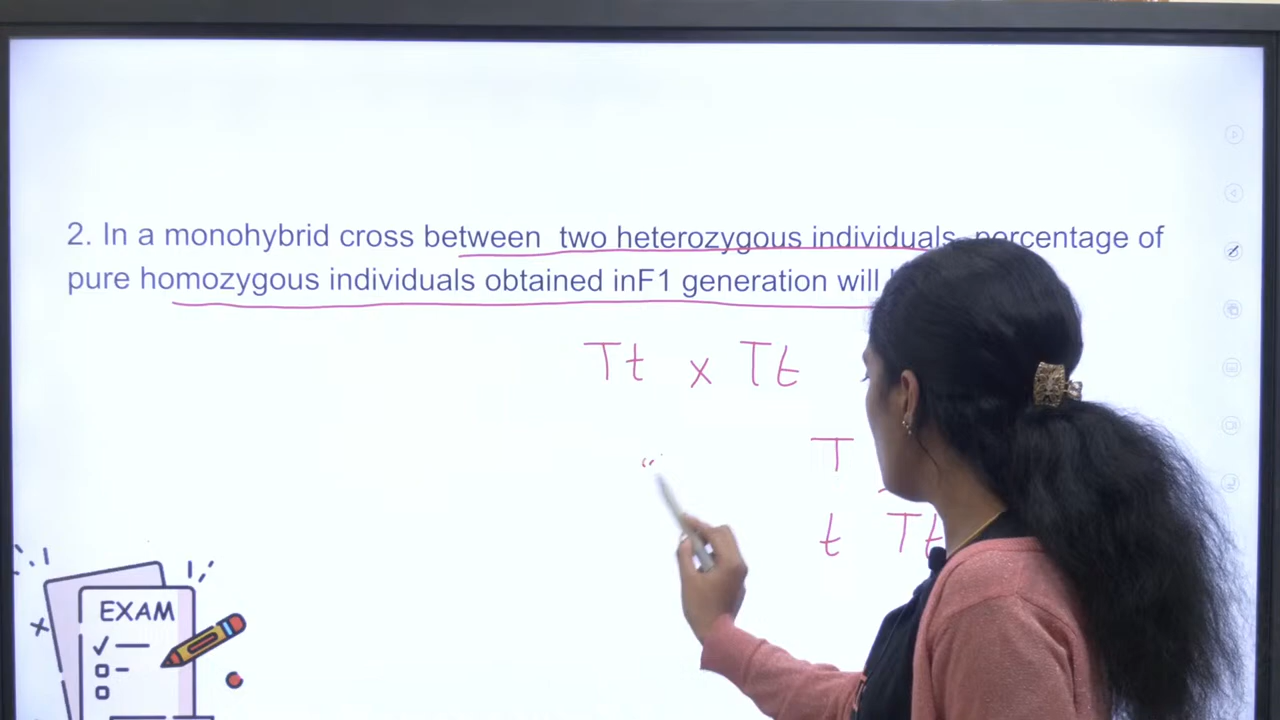 2. In a monohybrid cross between two heterozygous individuals, percentage of
pure homozygous individuals obtained inF1 generation will
Tt x Tt
T
t Tt
EXAM